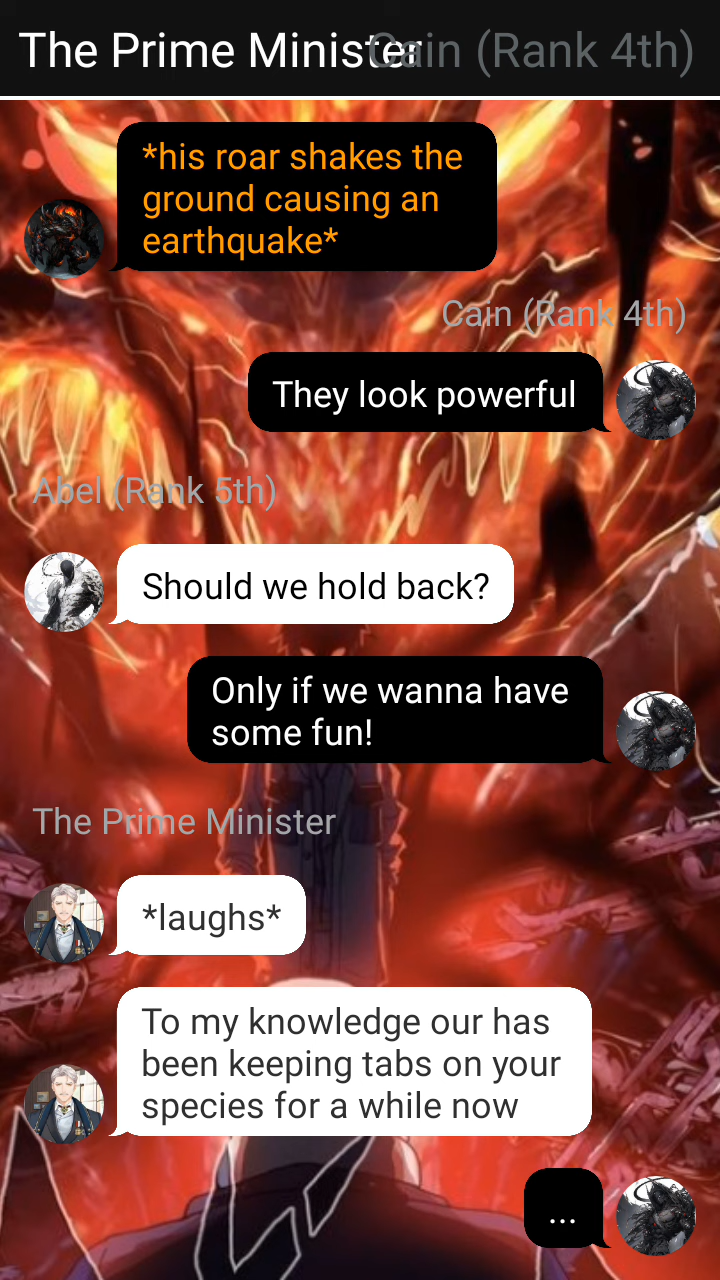 The Prime Minister Cain (Rank 4th)
*his roar shakes the
ground causing an
earthquake*
Cain (Rank 4th)
They look powerful
Abel (Rank 5th)
Should we hold back?
Only if we wanna have
some fun!
The Prime Minister
*laughs*
To my knowledge our has
been keeping tabs on your
species for a while now
...